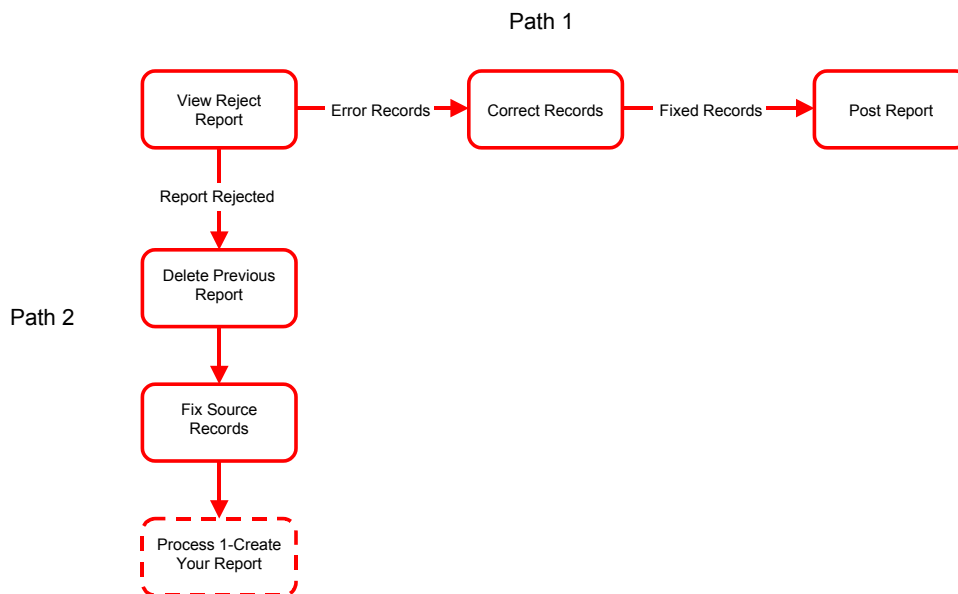 Path 1
View Reject
Report
Error Records
Correct Records
Fixed Records
Post Report
Report Rejected
Delete Previous
Report
Path 2
Fix Source
Records
Process 1-Create
Your Report